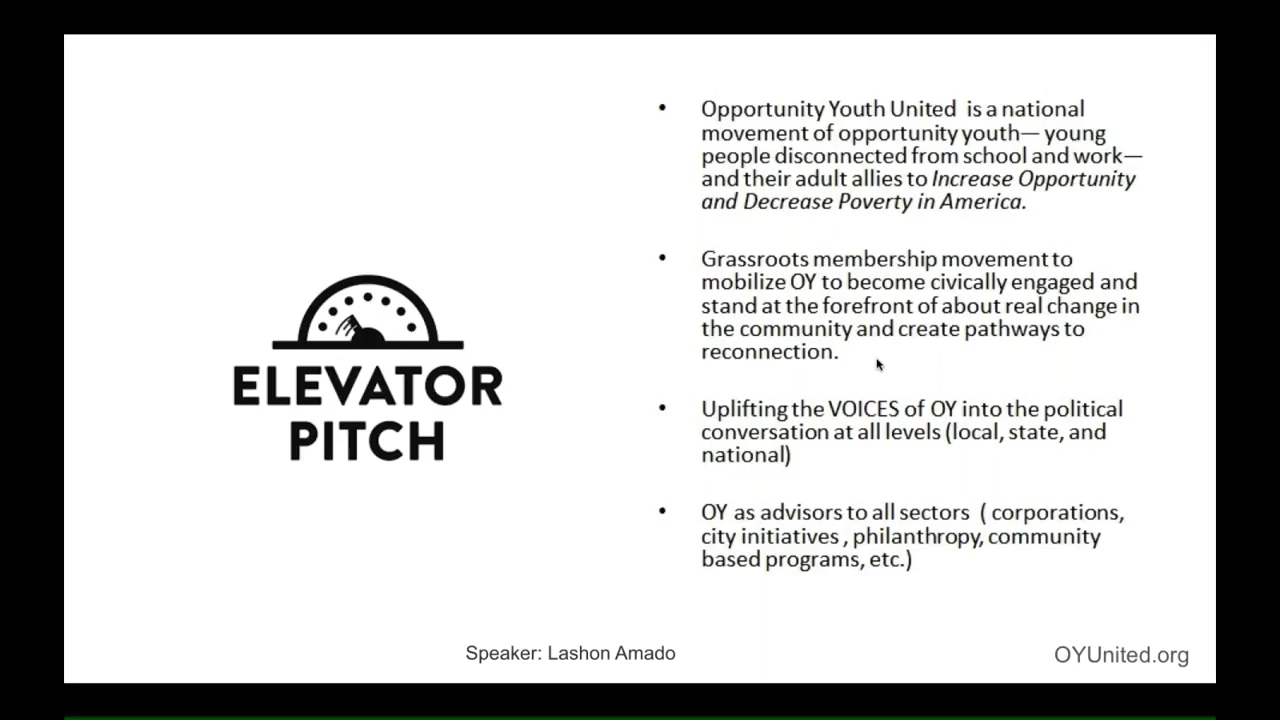 ELEVATOR
PITCH
• Opportunity Youth United is a national
movement of opportunity youth— young
people disconnected from school and work—
and their adult allies to Increase Opportunity
and Decrease Poverty in America.
• Grassroots membership movement to
mobilize OY to become civically engaged and
stand at the forefront of about real change in
the community and create pathways to
reconnection.
• Uplifting the VOICES of OY into the political
conversation at all levels (local, state, and
national)
• OY as advisors to all sectors ( corporations,
city initiatives , philanthropy, community
based programs, etc.)
Speaker: Lashon Amado
OYUnited.org